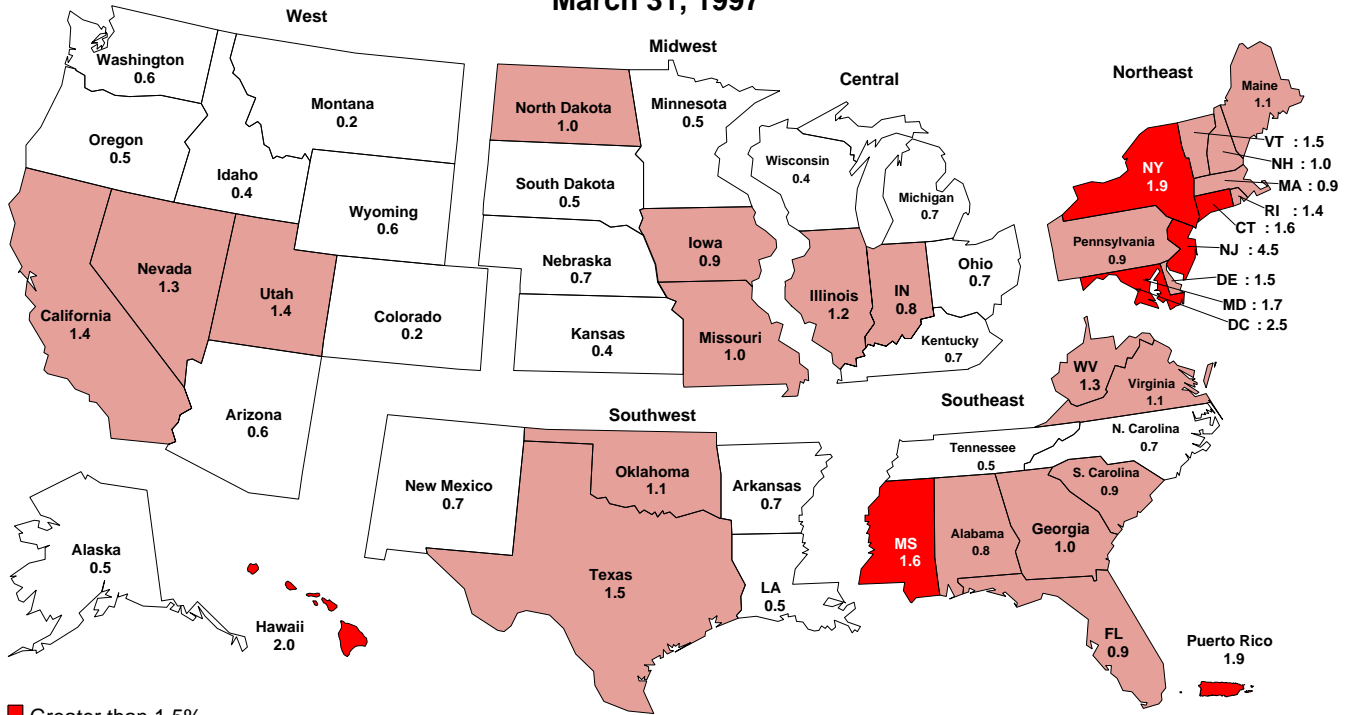 March 31, 1997
West
Midwest
Central
Northeast
Washington
0.6
Montana
0.2
Oregon
0.5
Idaho
0.4
Wyoming
0.6
Nevada
1.3
Utah
1.4
California
1.4
Colorado
0.2
Arizona
0.6
North Dakota
1.0
Minnesota
0.5
South Dakota
0.5
Nebraska
0.7
Iowa
0.9
Kansas
0.4
Missouri
1.0
Wisconsin
0.4
Michigan
0.7
Illinois
1.2
IN
0.8
Ohio
0.7
Kentucky
0.7
Maine
1.1
VT : 1.5
NH : 1.0
MA : 0.9
RI : 1.4
CT : 1.6
NJ : 4.5
DE : 1.5
MD : 1.7
DC : 2.5
NY
1.9
Pennsylvania
0.9
Southwest
Southeast
New Mexico
0.7
Oklahoma
1.1
Arkansas
0.7
Texas
1.5
LA
0.5
WV
1.3
Virginia
1.1
N. Carolina
0.7
Tennessee
0.5
S. Carolina
0.9
MS
1.6
Alabama
0.8
Georgia
1.0
FL
0.9
Puerto Rico
1.9
Alaska
0.5
Hawaii
2.0
Greater than 1.5%